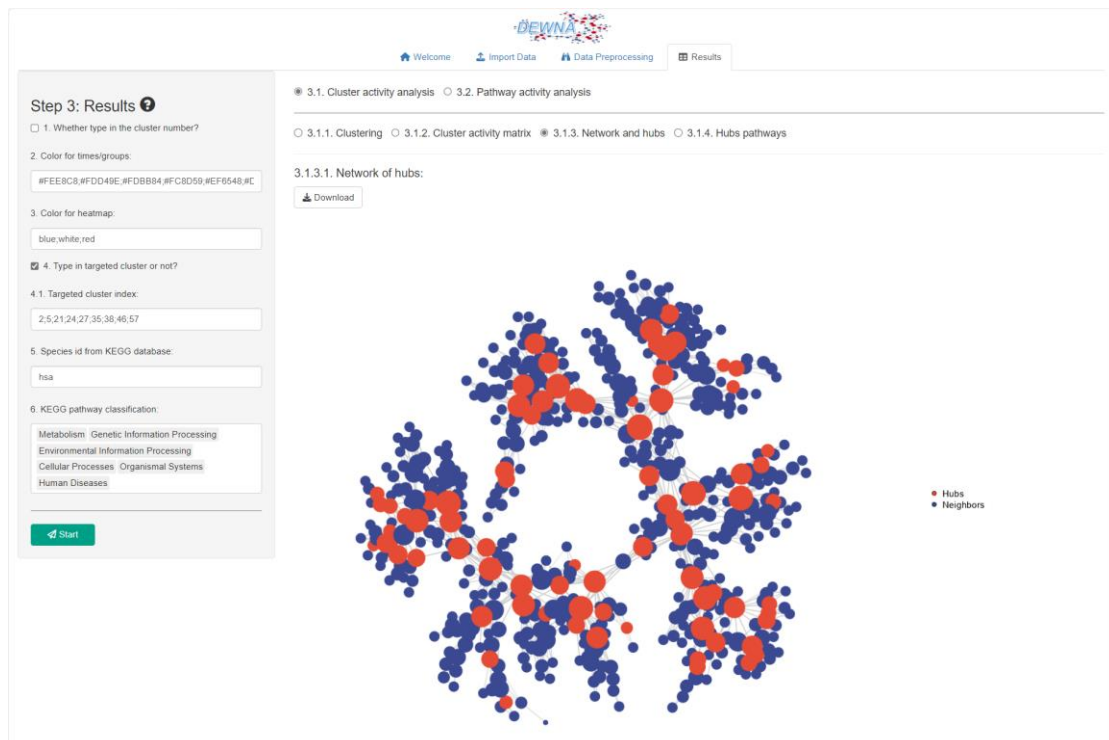 DEWNA
Welcome Import Data Data Preprocessing Results
Step 3: Results ?
1. Whether type in the cluster number?
2. Color for times/groups:
#FEE8C8;#FDD49E;#FDBB84;#FC8D59;#EF6548;#D
3. Color for heatmap:
blue;white;red
4. Type in targeted cluster or not?
4.1. Targeted cluster index:
2;5;21;24;27;35;38;46;57
5. Species id from KEGG database:
hsa
6. KEGG pathway classification:
Metabolism Genetic Information Processing
Environmental Information Processing
Cellular Processes Organismal Systems
Human Diseases
Start
3.1. Cluster activity analysis 3.2. Pathway activity analysis
3.1.1. Clustering 3.1.2. Cluster activity matrix 3.1.3. Network and hubs 3.1.4. Hubs pathways
3.1.3.1. Network of hubs:
Download
Hubs
Neighbors